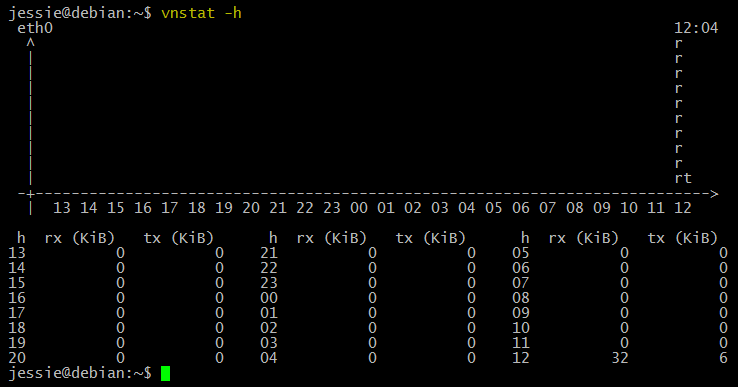 jessie@debian:~$ vnstat -h
 eth0                                                                     12:04
  ^                                                                       r
  |                                                                       r
  |                                                                       r
  |                                                                       r
  |                                                                       r
  |                                                                       r
  |                                                                       r
  |                                                                       r
  |                                                                       r
  |                                                                       rt
 -+--------------------------------------------------------------------------->
  |  13 14 15 16 17 18 19 20 21 22 23 00 01 02 03 04 05 06 07 08 09 10 11 12

 h  rx (KiB)   tx (KiB)      h  rx (KiB)   tx (KiB)      h  rx (KiB)   tx (KiB)
13          0          0    21          0          0    05          0          0
14          0          0    22          0          0    06          0          0
15          0          0    23          0          0    07          0          0
16          0          0    00          0          0    08          0          0
17          0          0    01          0          0    09          0          0
18          0          0    02          0          0    10          0          0
19          0          0    03          0          0    11          0          0
20          0          0    04          0          0    12         32          6
jessie@debian:~$